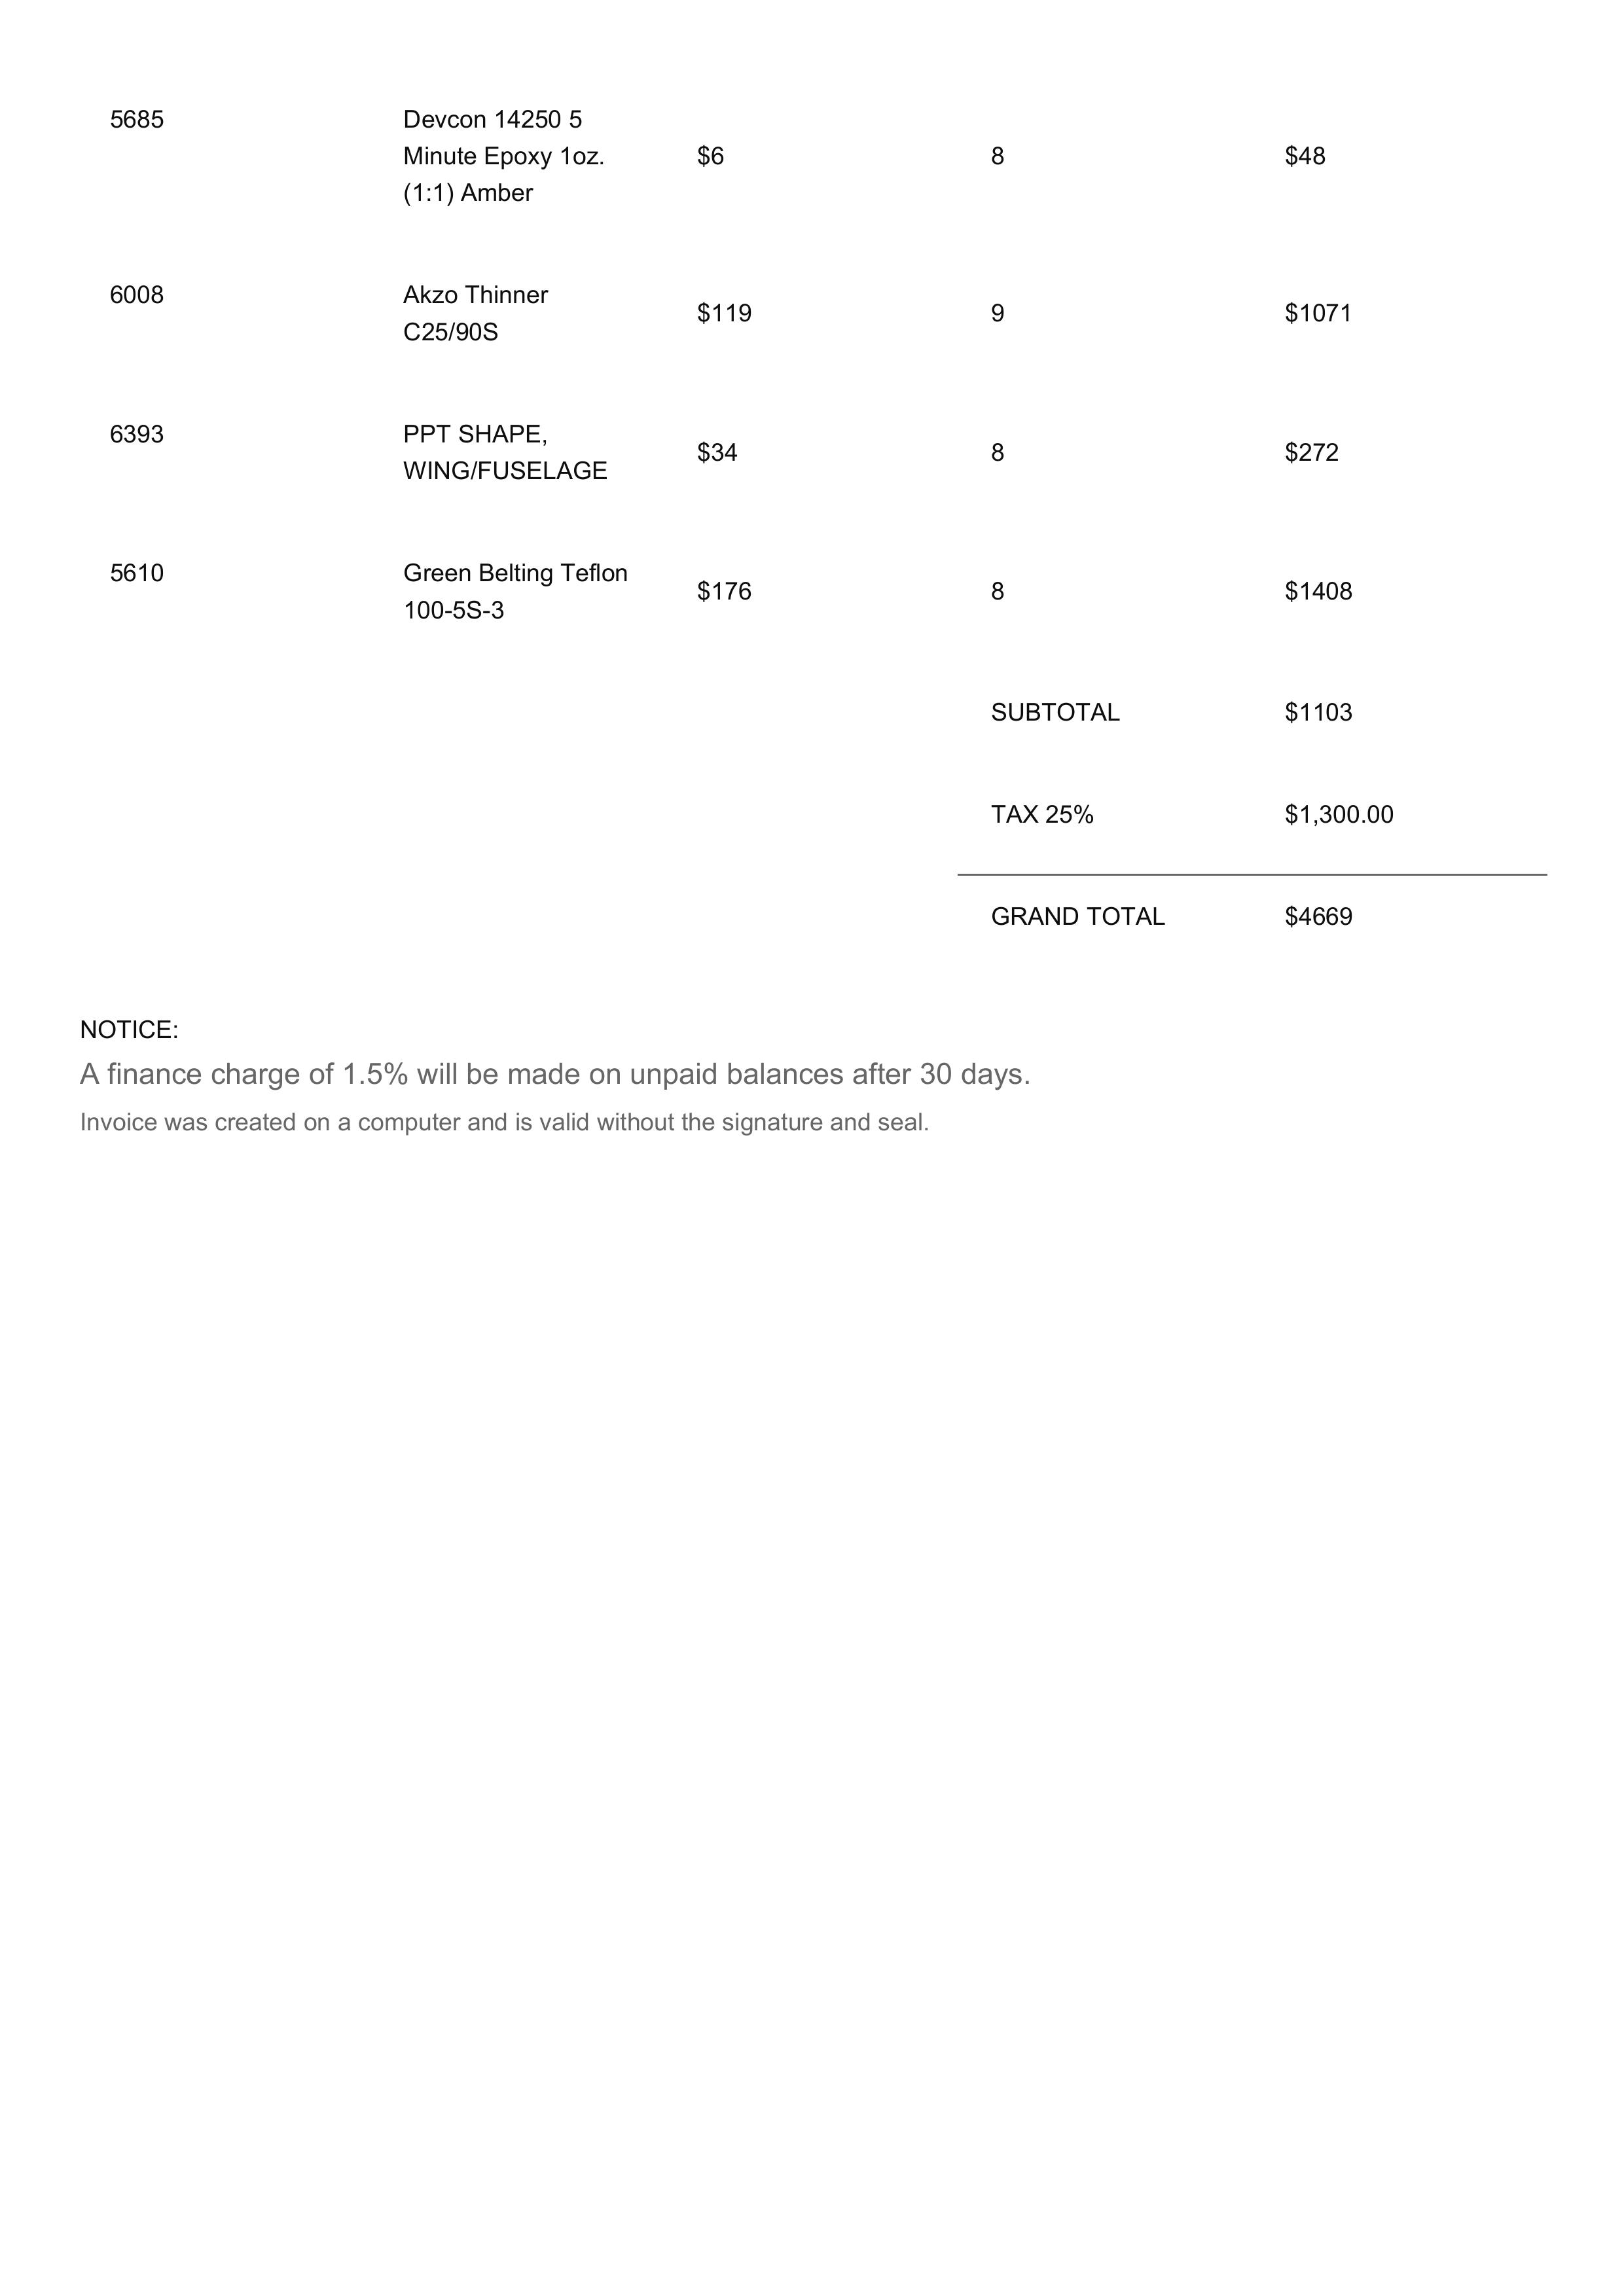 5685
Devcon 14250 5
Minute Epoxy 1oz.
(1:1) Amber
$6
8
$48
6008
Akzo Thinner
C25/90S
$119
9
$1071
6393
PPT SHAPE,
WING/FUSELAGE
$34
8
$272
5610
Green Belting Teflon
100-5S-3
$176
8
$1408
SUBTOTAL $1103
TAX 25% $1,300.00
GRAND TOTAL $4669
NOTICE:
A finance charge of 1.5% will be made on unpaid balances after 30 days.
Invoice was created on a computer and is valid without the signature and seal.